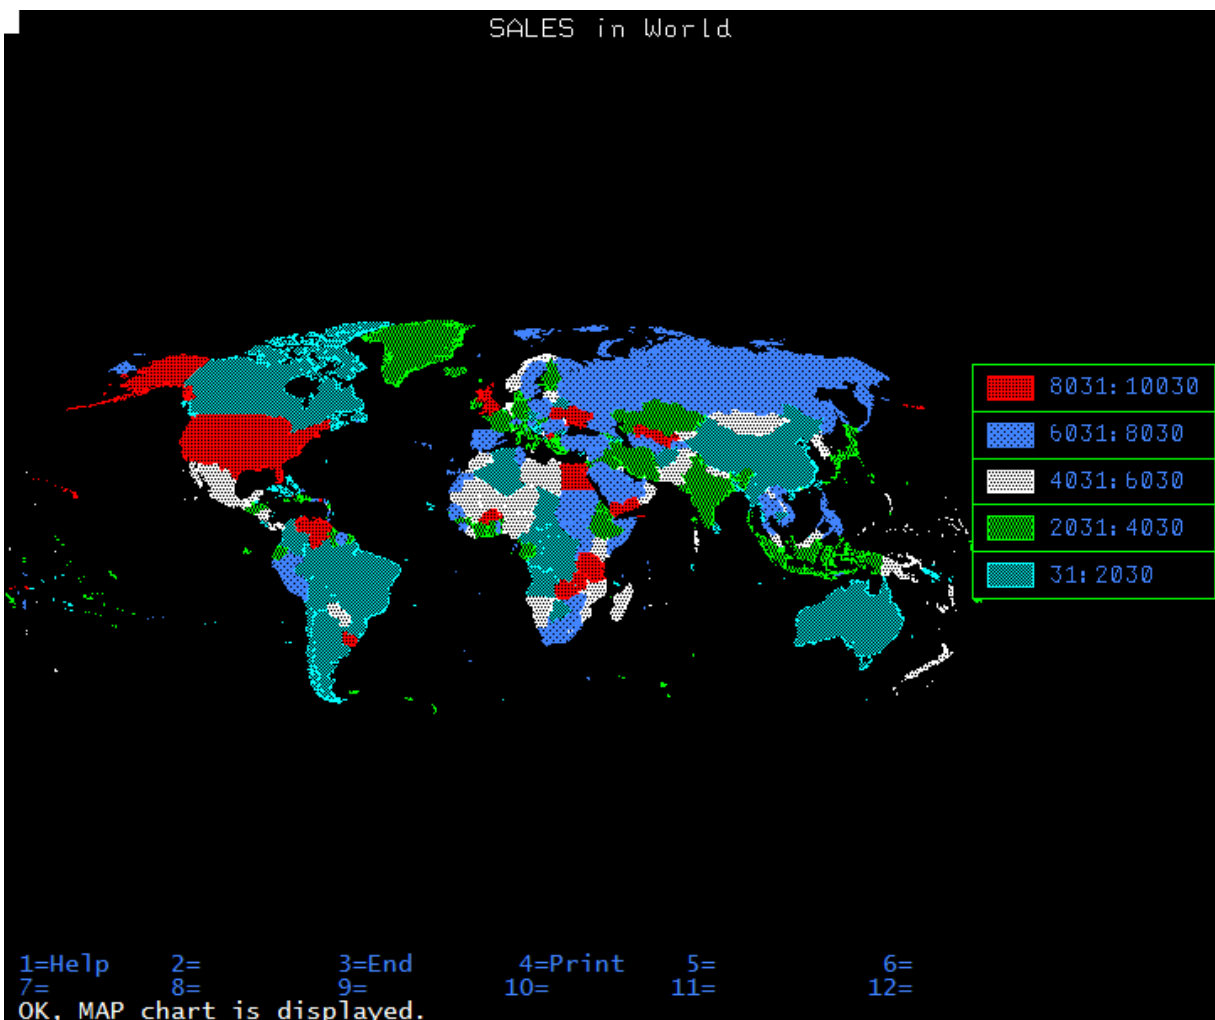 SALES in World
8031:10030
6031:8030
4031:6030
2031:4030
31:2030
1=Help 2= 3=End 4=Print 5= 6=
7= 8= 9= 10= 11= 12=
OK, MAP chart is displayed.